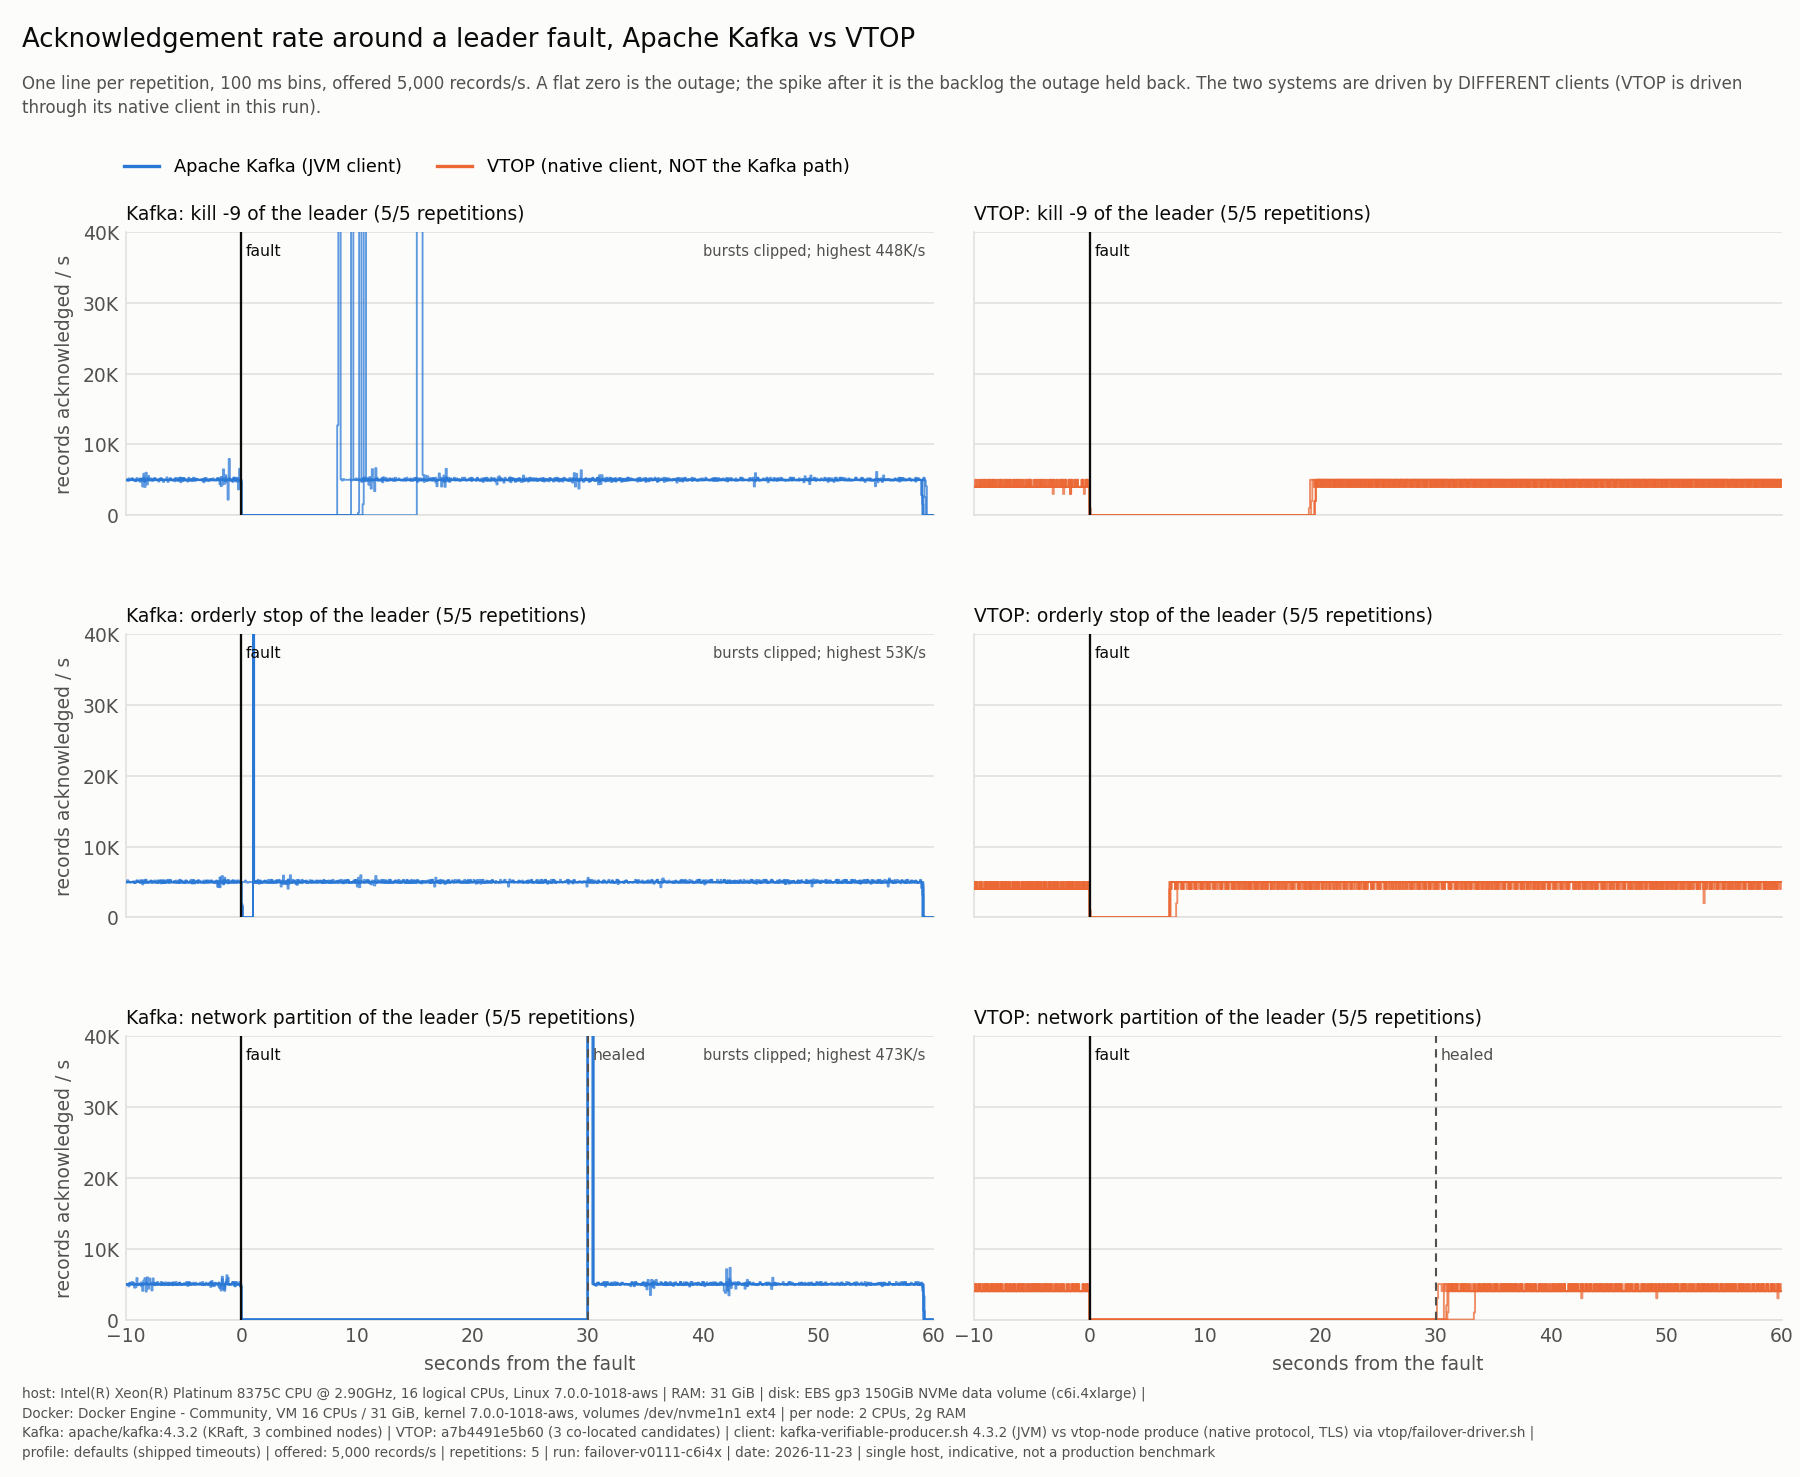 Acknowledgement rate around a leader fault, Apache Kafka vs VTOP
One line per repetition, 100 ms bins, offered 5,000 records/s. A flat zero is the outage; the spike after it is the backlog the outage held back. The two systems are driven by DIFFERENT clients (VTOP is driven
through its native client in this run).
Apache Kafka (JVM client)
VTOP (native client, NOT the Kafka path)
Kafka: kill -9 of the leader (5/5 repetitions)
40K
30K
20K
10K
0
records acknowledged / s
fault
bursts clipped; highest 448K/s
VTOP: kill -9 of the leader (5/5 repetitions)
fault
Kafka: orderly stop of the leader (5/5 repetitions)
40K
30K
20K
10K
0
records acknowledged / s
fault
bursts clipped; highest 53K/s
VTOP: orderly stop of the leader (5/5 repetitions)
fault
Kafka: network partition of the leader (5/5 repetitions)
40K
30K
20K
10K
0
records acknowledged / s
fault
healed
bursts clipped; highest 473K/s
−10 0 10 20 30 40 50 60
seconds from the fault
VTOP: network partition of the leader (5/5 repetitions)
fault
healed
−10 0 10 20 30 40 50 60
seconds from the fault
host: Intel(R) Xeon(R) Platinum 8375C CPU @ 2.90GHz, 16 logical CPUs, Linux 7.0.0-1018-aws | RAM: 31 GiB | disk: EBS gp3 150GiB NVMe data volume (c6i.4xlarge) |
Docker: Docker Engine - Community, VM 16 CPUs / 31 GiB, kernel 7.0.0-1018-aws, volumes /dev/nvme1n1 ext4 | per node: 2 CPUs, 2g RAM
Kafka: apache/kafka:4.3.2 (KRaft, 3 combined nodes) | VTOP: a7b4491e5b60 (3 co-located candidates) | client: kafka-verifiable-producer.sh 4.3.2 (JVM) vs vtop-node produce (native protocol, TLS) via vtop/failover-driver.sh |
profile: defaults (shipped timeouts) | offered: 5,000 records/s | repetitions: 5 | run: failover-v0111-c6i4x | date: 2026-11-23 | single host, indicative, not a production benchmark